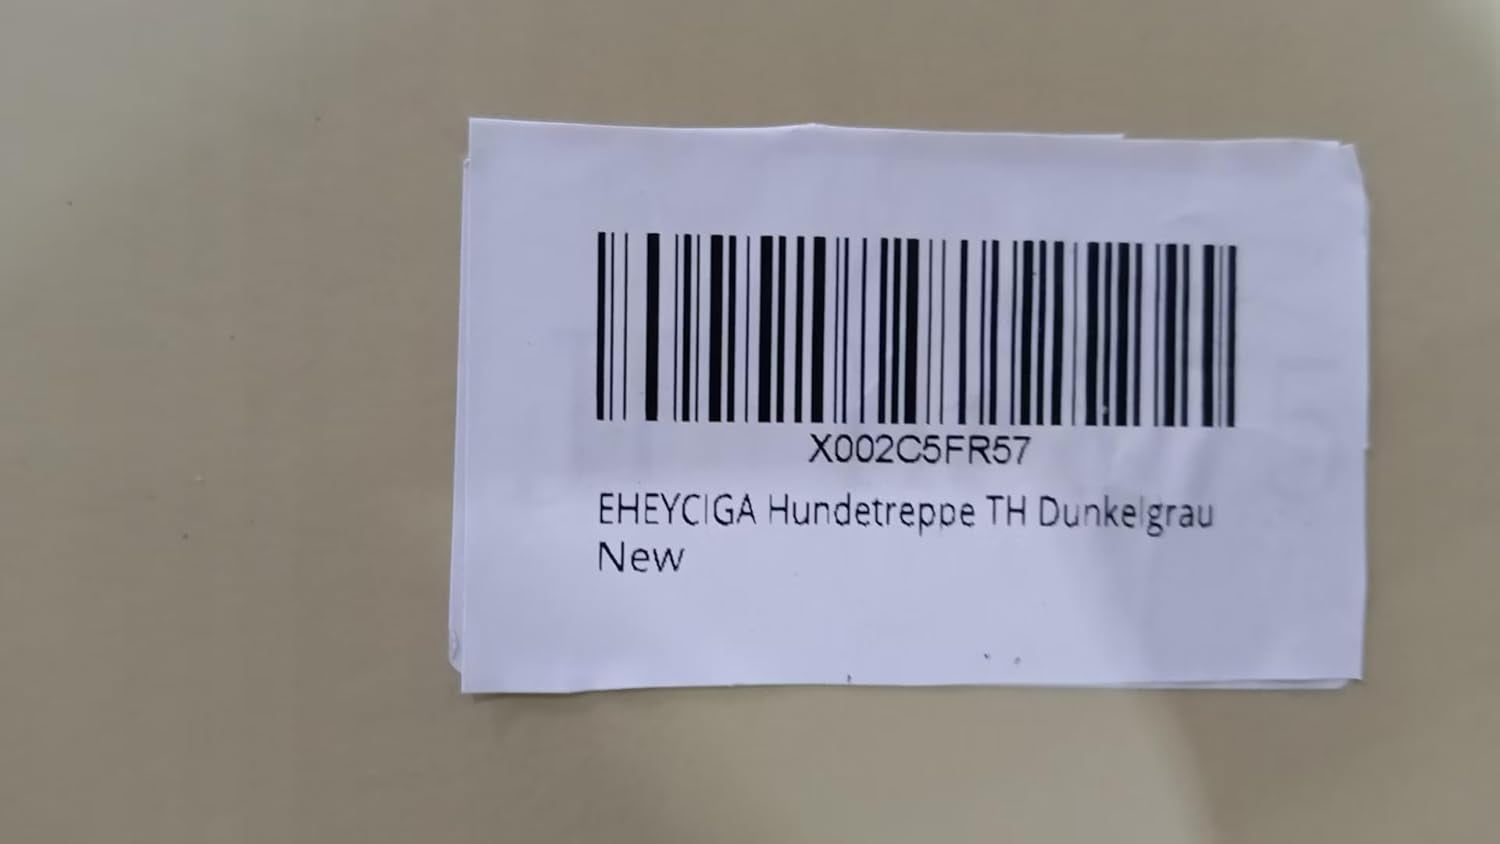 X002C5FR57
EHEYCIGA Hundetreppe TH Dunkelgrau
New